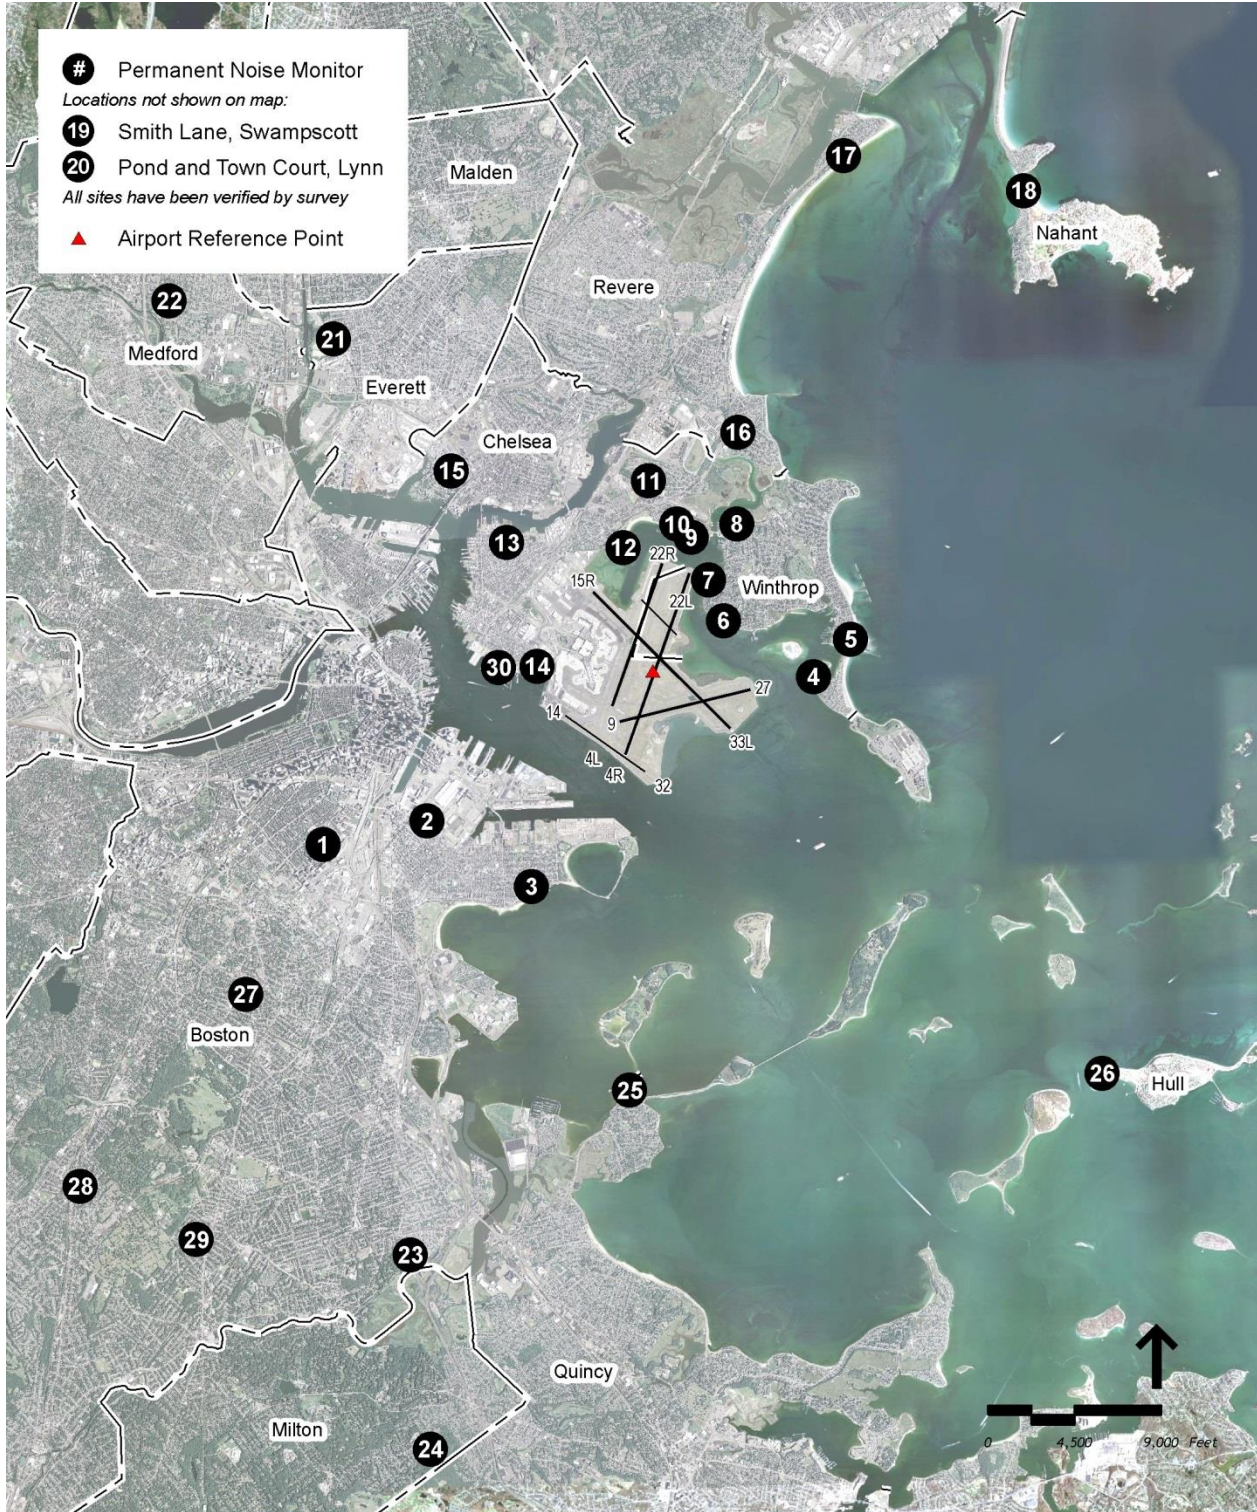 # Permanent Noise Monitor
Locations not shown on map:
19 Smith Lane, Swampscott
20 Pond and Town Court, Lynn
All sites have been verified by survey
Airport Reference Point
Malden
17
18
Nahant
Revere
22
21
Medford
Everett
16
Chelsea
15
11
10
8
9
13
12
22R
15R
7
Winthrop
22L
6
5
30
14
4
27
14
9
33L
4L
4R
32
2
1
3
27
Boston
25
26
Hull
28
29
23
Quincy
Milton
24
0 4,500 9,000 Feet